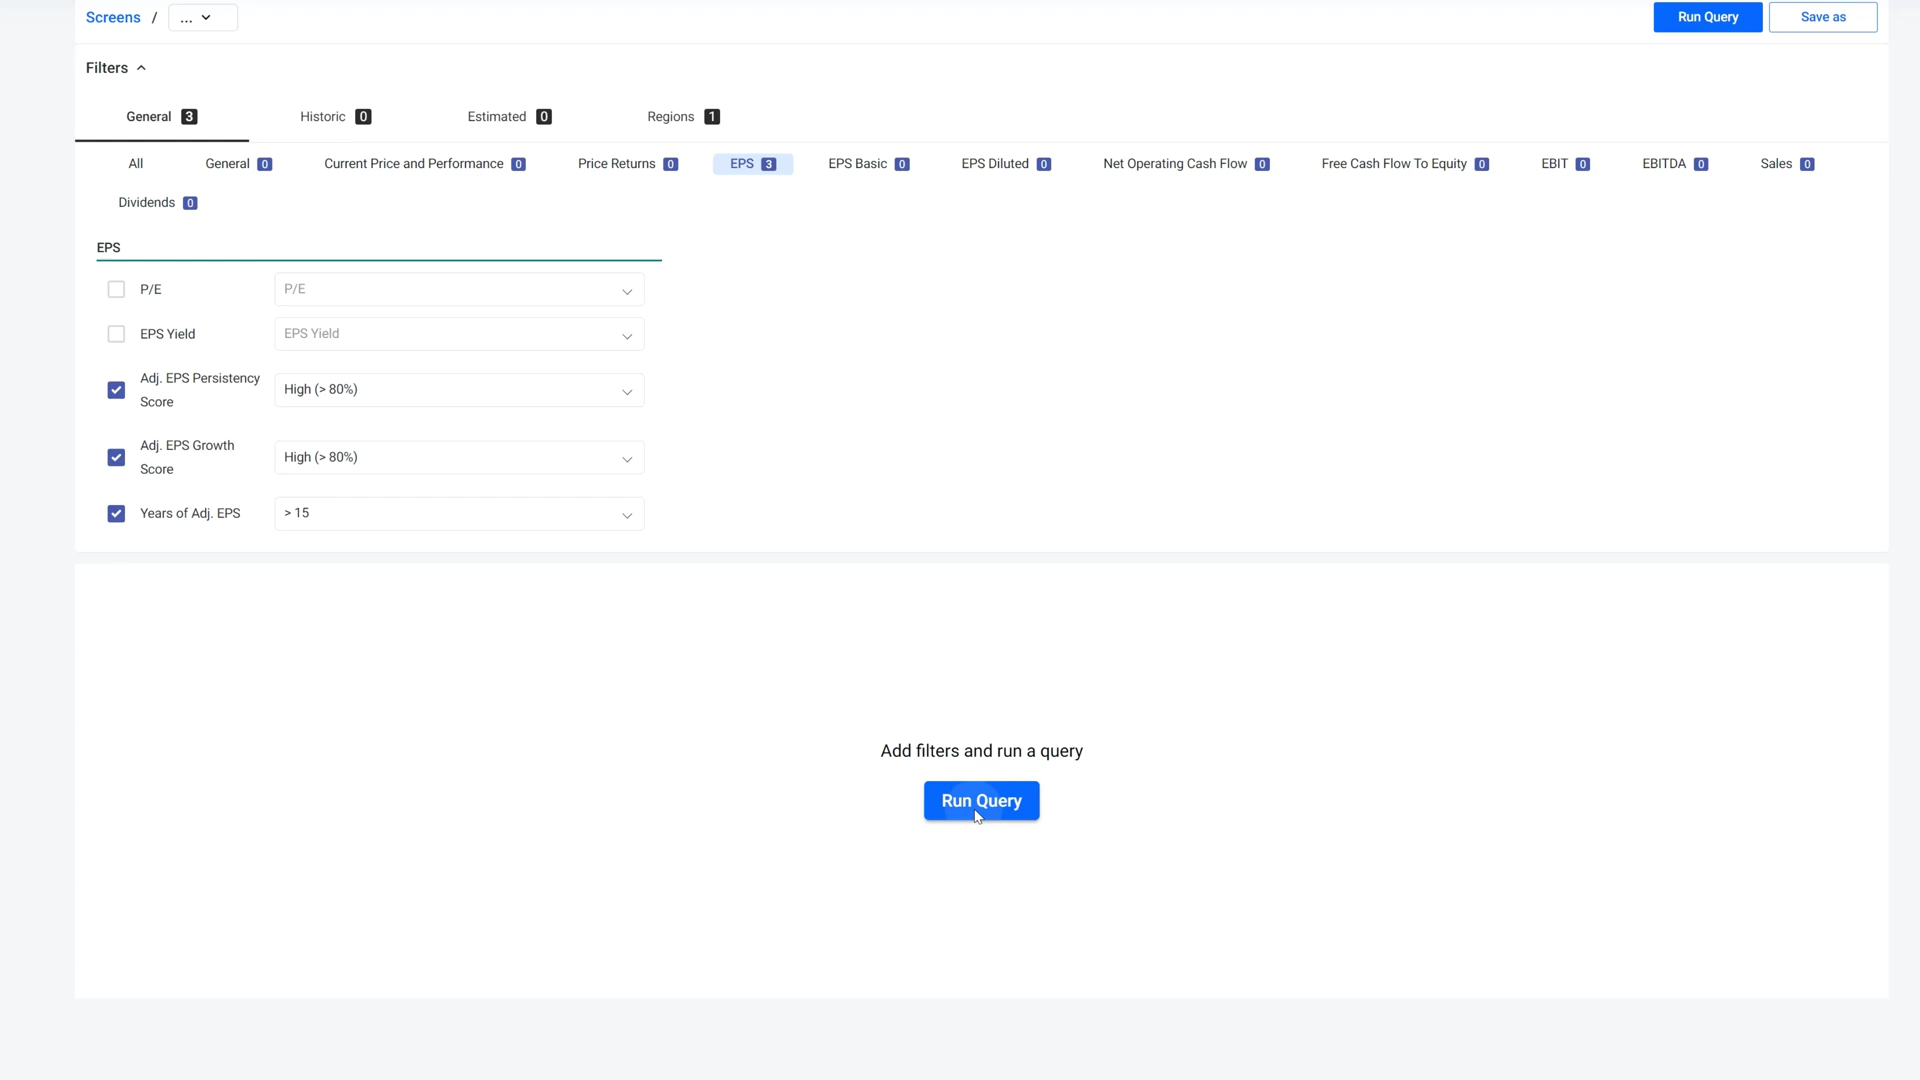 Screens / ...
Run Query
Save as
Filters
General 3
Historic 0
Estimated 0
Regions 1
All
General 0
Current Price and Performance 0
Price Returns 0
EPS 3
EPS Basic 0
EPS Diluted 0
Net Operating Cash Flow 0
Free Cash Flow To Equity 0
EBIT 0
EBITDA 0
Sales 0
Dividends 0
EPS
P/E
P/E
EPS Yield
EPS Yield
Adj. EPS Persistency
Score
High (> 80%)
Adj. EPS Growth
Score
High (> 80%)
Years of Adj. EPS
> 15
Add filters and run a query
Run Query